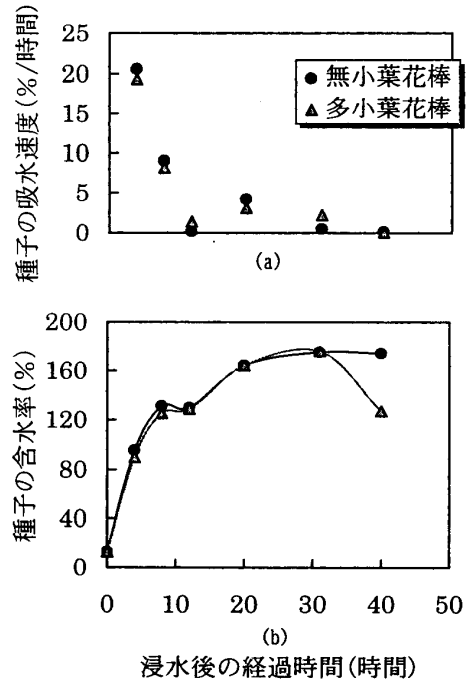 25
20
15
10
5
0
種子の吸水速度(%/時間)
● 無小葉花棒
△ 多小葉花棒
(a)
200
160
120
80
40
0
種子の含水率(%)
0 10 20 30 40 50
(b)
浸水後の経過時間(時間)